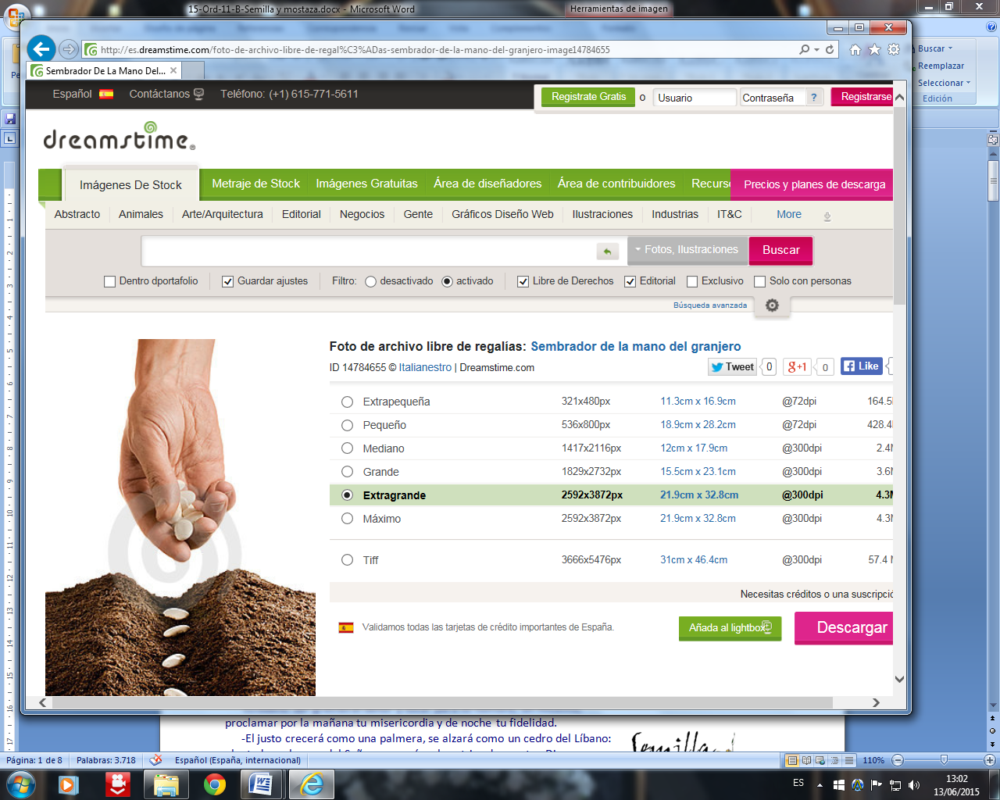 15-Ord-11-B-Semilla y mostaza.docx - Microsoft Word
Herramientas de imagen
http://es.dreamstime.com/foto-de-archivo-libre-de-regal%C3%ADas-sembrador-de-la-mano-del-granjero-image14784655
Sembrador De La Mano Del...
Buscar
Reemplazar
Seleccionar
Edición
Español Contáctanos Teléfono: (+1) 615-771-5611
Registrate Gratis o Usuario Contraseña ? Registrarse
dreamstime®
Imágenes De Stock Metraje de Stock Imágenes Gratuitas Área de diseñadores Área de contribuidores Recurs Precios y planes de descarga
Abstracto Animales Arte/Arquitectura Editorial Negocios Gente Gráficos Diseño Web Ilustraciones Industrias IT&C More
Fotos, Ilustraciones Buscar
Dentro dportafolio Guardar ajustes Filtro: desactivado activado Libre de Derechos Editorial Exclusivo Solo con personas
Búsqueda avanzada
Foto de archivo libre de regalías: Sembrador de la mano del granjero
ID 14784655 © Italianestro | Dreamstime.com
Tweet 0 g+1 0 Like
Extrapequeña 321x480px 11.3cm x 16.9cm @72dpi 164.5
Pequeño 536x800px 18.9cm x 28.2cm @72dpi 428.4
Mediano 1417x2116px 12cm x 17.9cm @300dpi 2.4M
Grande 1829x2732px 15.5cm x 23.1cm @300dpi 3.6M
Extragrande 2592x3872px 21.9cm x 32.8cm @300dpi 4.3M
Máximo 2592x3872px 21.9cm x 32.8cm @300dpi 4.3M
Tiff 3666x5476px 31cm x 46.4cm @300dpi 57.4
Necesitas créditos o una suscripció
Validamos todas las tarjetas de crédito importantes de España.
Añada al lightbox Descargar
proclamar por la mañana tu misericordia y de noche tu fidelidad.
-El justo crecerá como una palmera, se alzará como un cedro del Líbano:
Semilla
Página: 1 de 8 Palabras: 3.718 Español (España, internacional) 110%
ES
13:02
13/06/2015